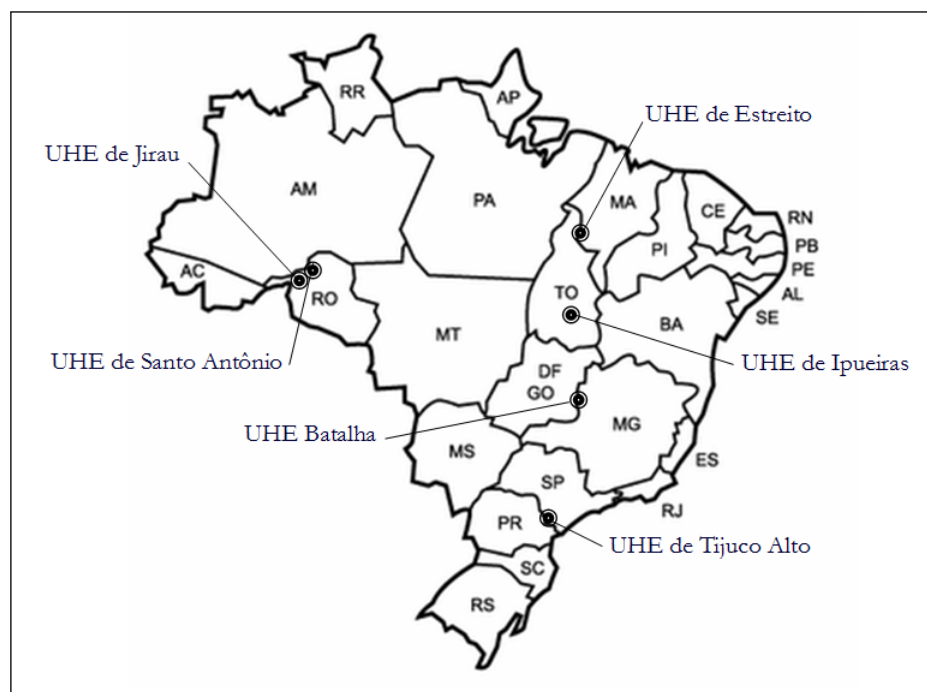 RR
AP
UHE de Estreito
UHE de Jirau
AM
PA
MA
CE
RN
PI
PB
AC
PE
RO
TO
AL
BA
SE
MT
UHE de Santo Antônio
UHE de Ipueiras
DF
GO
MG
UHE Batalha
MS
ES
SP
RJ
PR
UHE de Tijuco Alto
SC
RS